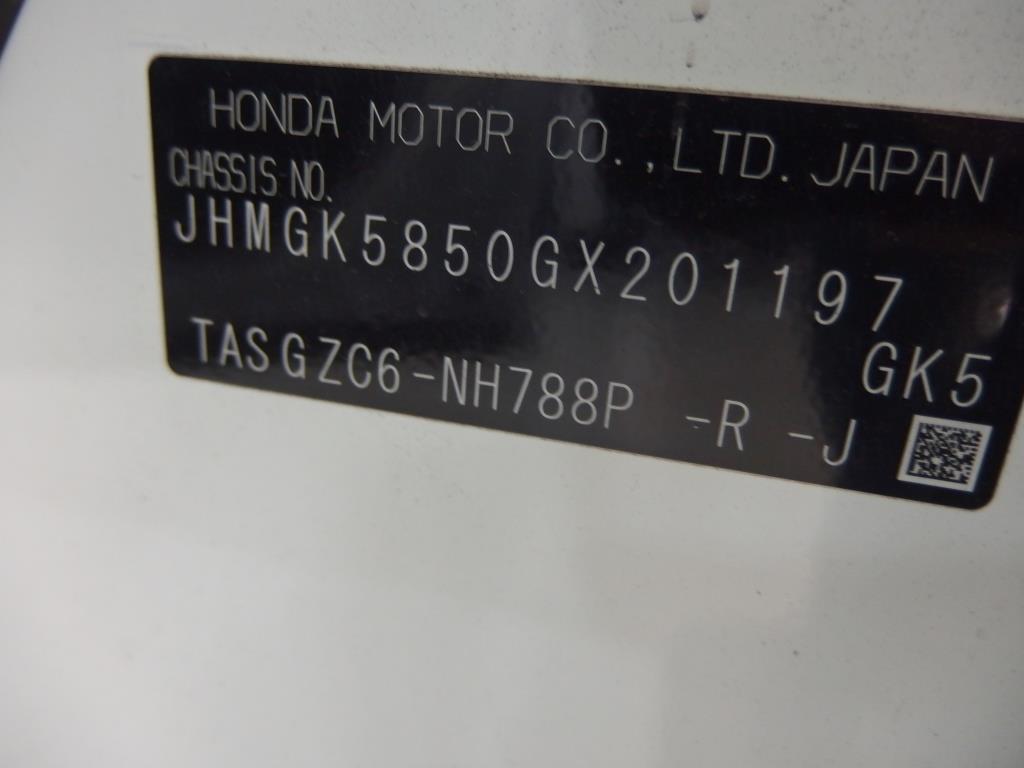 HONDA MOTOR CO.,LTD. JAPAN
CHASSIS NO.
JHMGK5850GX201197
GK5
TASGZC6-NH788P -R -J